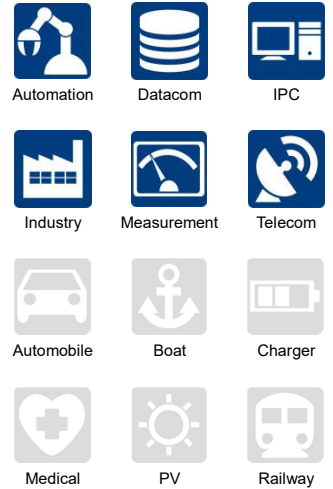 Automation Datacom IPC
Industry Measurement Telecom
Automobile Boat Charger
Medical PV Railway